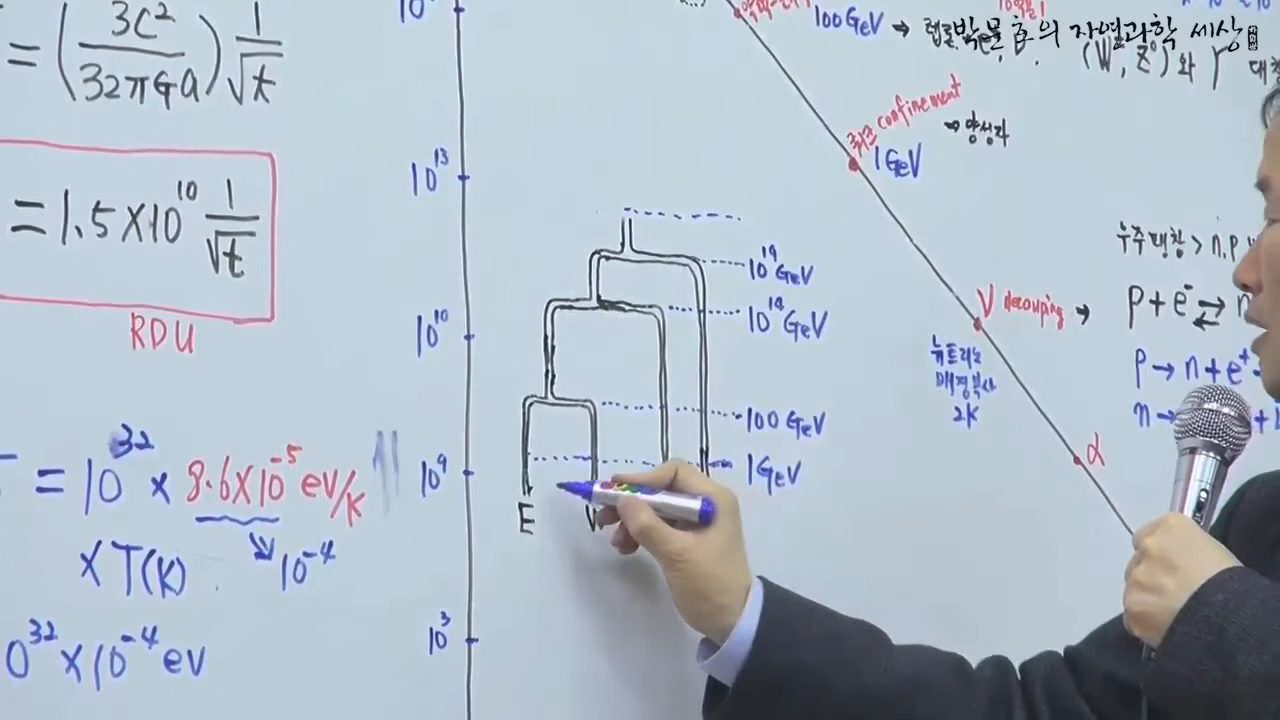 = (3C²/32πGa) 1/√t
= 1.5×10¹⁰ 1/√t
RDU
= 10³² × 8.6×10⁻⁵ eV/K
10⁻⁴
× T(K)
0³² × 10⁻⁴ eV
10¹³
10¹⁰
10⁹
10³
10¹⁹ GeV
10¹⁴ GeV
100 GeV
1 GeV
E
W
박문호의 자연과학 세상
100 GeV →
(W±, Z⁰)와 γ
쿼크 confinement
1 GeV
→ 양성자
ν decouping →
뉴트리노
배경복사
2K
α
우주팽창 > n.p
p + e⁻ ⇄ n
p → n + e⁺
n →